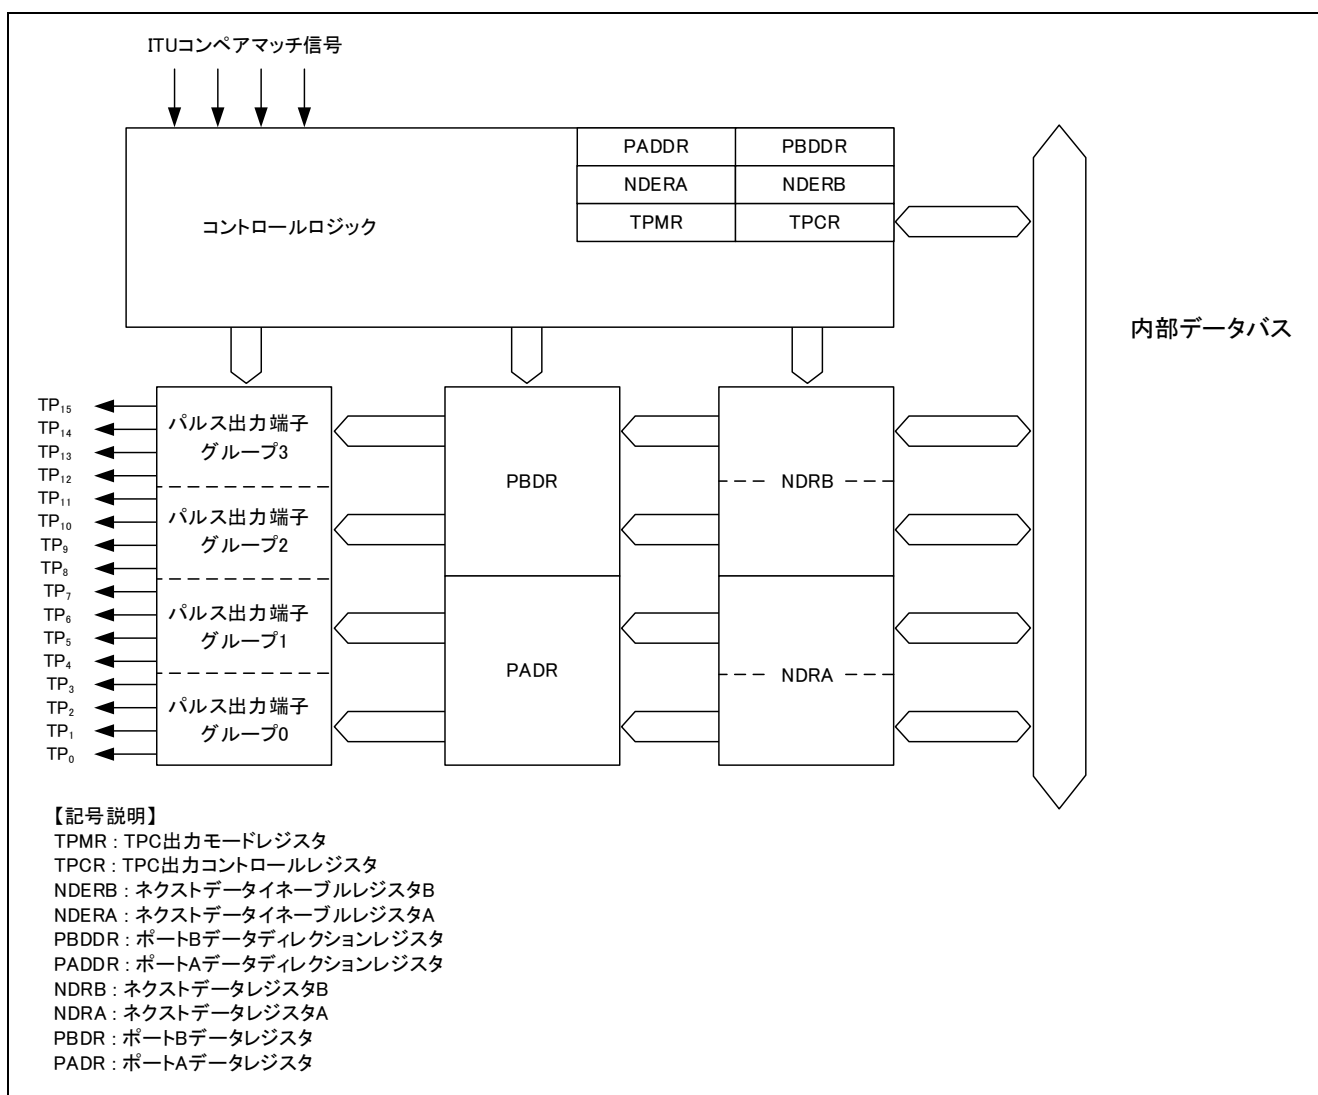 ITUコンペアマッチ信号
PADDR PBDDR
NDERA NDERB
コントロールロジック TPMR TPCR
内部データバス
TP₁₅
TP₁₄
TP₁₃
TP₁₂
TP₁₁
TP₁₀
TP₉
TP₈
TP₇
TP₆
TP₅
TP₄
TP₃
TP₂
TP₁
TP₀
パルス出力端子
グループ3
パルス出力端子
グループ2
パルス出力端子
グループ1
パルス出力端子
グループ0
PBDR
PADR
NDRB
NDRA
【記号説明】
TPMR : TPC出力モードレジスタ
TPCR : TPC出力コントロールレジスタ
NDERB : ネクストデータイネーブルレジスタB
NDERA : ネクストデータイネーブルレジスタA
PBDDR : ポートBデータディレクションレジスタ
PADDR : ポートAデータディレクションレジスタ
NDRB : ネクストデータレジスタB
NDRA : ネクストデータレジスタA
PBDR : ポートBデータレジスタ
PADR : ポートAデータレジスタ